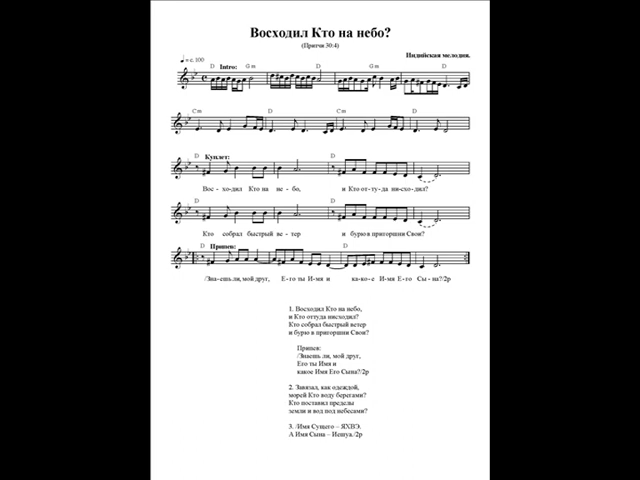 Восходил Кто на небо?
(Притчи 30:4)
Индийская мелодия.
♩ = c. 100
D Intro: Gm D Gm D
Cm D Cm D
D Куплет: D
Вос - хо-дил Кто на не - бо, и Кто от-ту-да нис-хо-дил?
D D
Кто собрал быстрый ве - тер и бурю в пригоршни Свои?
D Припев: D
/Зна-ешь ли, мой друг, Е-го ты И-мя и ка-ко-е И-мя Е-го Сы-на?/2р
1. Восходил Кто на небо,
и Кто оттуда нисходил?
Кто собрал быстрый ветер
и бурю в пригоршни Свои?
Припев:
/Знаешь ли, мой друг,
Его ты Имя и
какое Имя Его Сына?/2р
2. Завязал, как одеждой,
морей Кто воду берегами?
Кто поставил пределы
земли и вод под небесами?
3. /Имя Сущего – ЯХВЭ.
А Имя Сына – Иешуа./2р